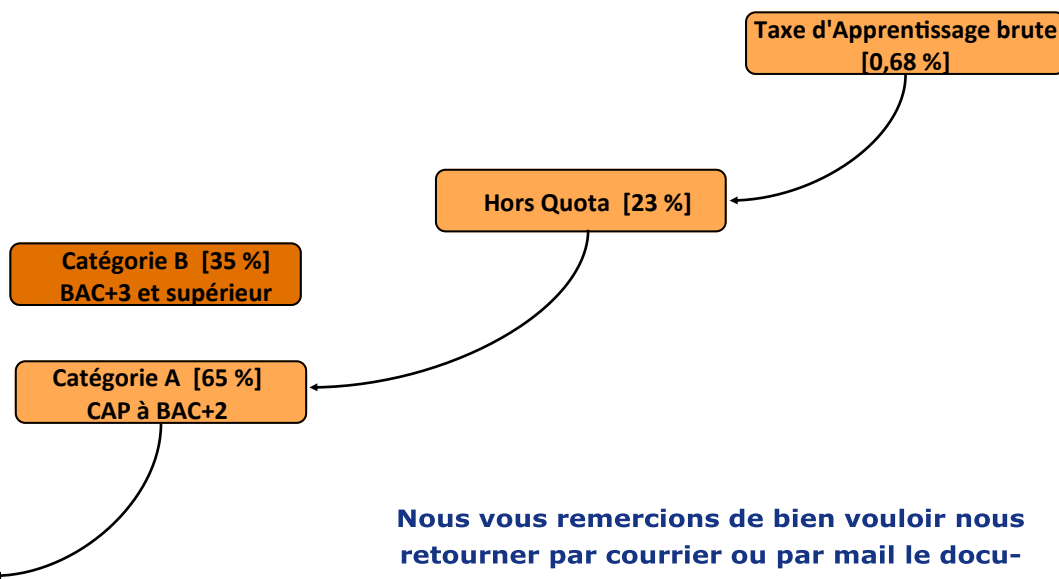 Taxe d'Apprentissage brute
[0,68 %]
Hors Quota [23 %]
Catégorie B [35 %]
BAC+3 et supérieur
Catégorie A [65 %]
CAP à BAC+2
Nous vous remercions de bien vouloir nous
retourner par courrier ou par mail le docu-